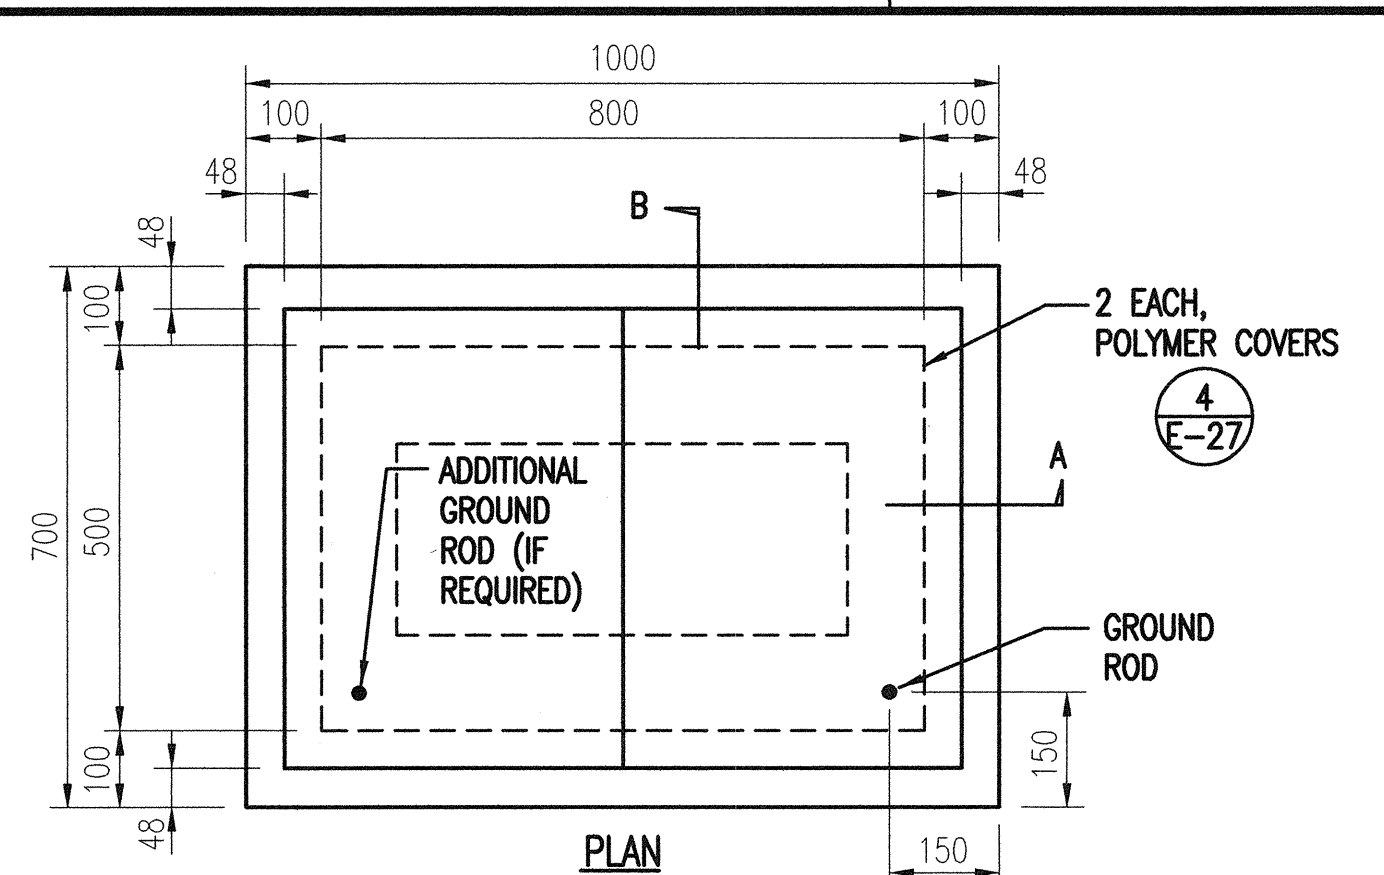 1000
100
800
100
48
48
B
48
100
2 EACH,
POLYMER COVERS
4
E-27
A
ADDITIONAL
GROUND
ROD (IF
REQUIRED)
700
500
GROUND
ROD
150
100
48
PLAN
150